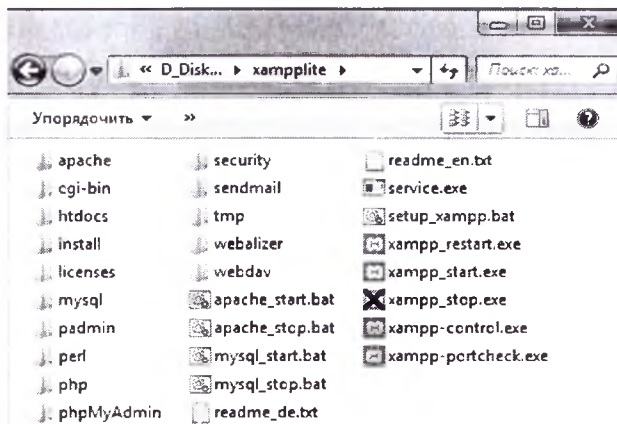 « D_Disk... ▸ xampplite ▸ Поиск: xa...
Упорядочить ▾ »
apache
cgi-bin
htdocs
install
licenses
mysql
padmin
perl
php
phpMyAdmin
security
sendmail
tmp
webalizer
webdav
apache_start.bat
apache_stop.bat
mysql_start.bat
mysql_stop.bat
readme_de.txt
readme_en.txt
service.exe
setup_xampp.bat
xampp_restart.exe
xampp_start.exe
xampp_stop.exe
xampp-control.exe
xampp-portcheck.exe